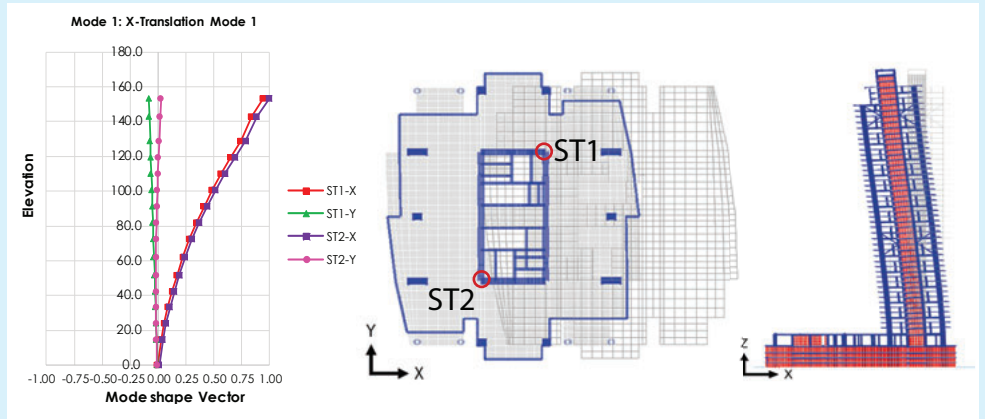 Mode 1: X-Translation Mode 1
180.0
160.0
140.0
120.0
100.0
80.0
60.0
40.0
20.0
0.0
Elevation
-1.00 -0.75 -0.50 -0.25 0.00 0.25 0.50 0.75 1.00
Mode shape Vector
ST1-X
ST1-Y
ST2-X
ST2-Y
ST1
ST2
Y
X
Z
X